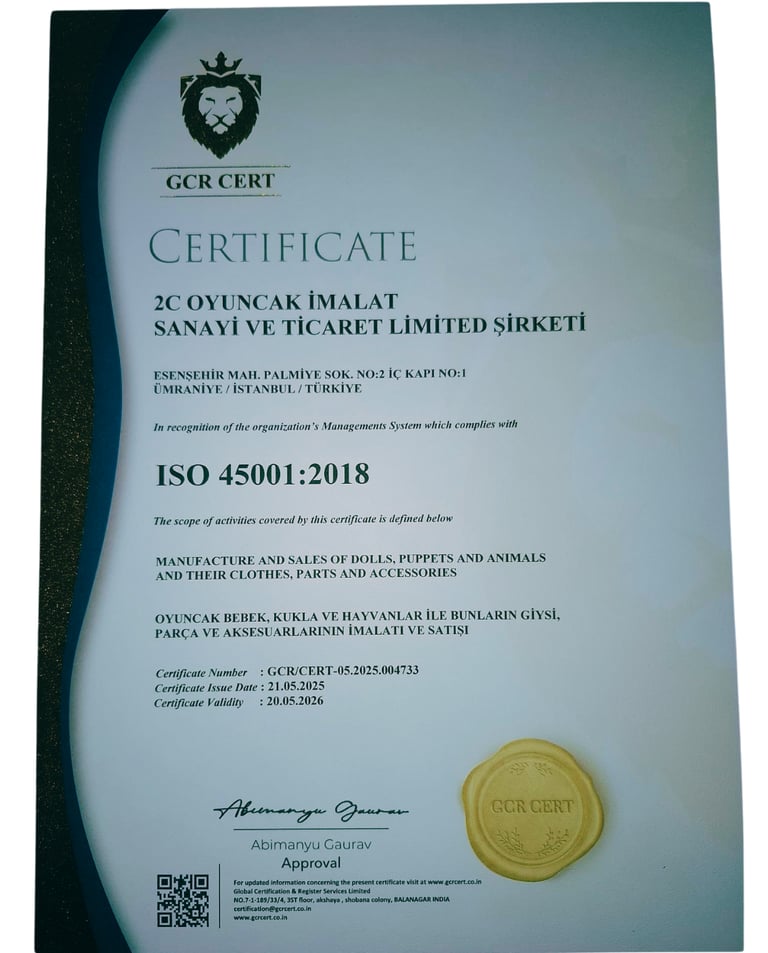 GCR CERT
CERTIFICATE
2C OYUNCAK İMALAT
SANAYİ VE TİCARET LİMİTED ŞİRKETİ
ESENŞEHİR MAH. PALMİYE SOK. NO:2 İÇ KAPI NO:1
ÜMRANİYE / İSTANBUL / TÜRKİYE
In recognition of the organization's Managements System which complies with
ISO 45001:2018
The scope of activities covered by this certificate is defined below
MANUFACTURE AND SALES OF DOLLS, PUPPETS AND ANIMALS
AND THEIR CLOTHES, PARTS AND ACCESSORIES
OYUNCAK BEBEK, KUKLA VE HAYVANLAR İLE BUNLARIN GİYSİ,
PARÇA VE AKSESUARLARININ İMALATI VE SATIŞI
Certificate Number : GCR/CERT-05.2025.004733
Certificate Issue Date : 21.05.2025
Certificate Validity : 20.05.2026
GCR CERT
Abimanyu Gaurav
Abimanyu Gaurav
Approval
For updated information concerning the present certificate visit at www.gcrcert.co.in
Global Certification & Register Services Limited
NO.7-1-189/33/4, 3ST floor, akshaya , shobana colony, BALANAGAR INDIA
certification@gcrcert.co.in
www.gcrcert.co.in